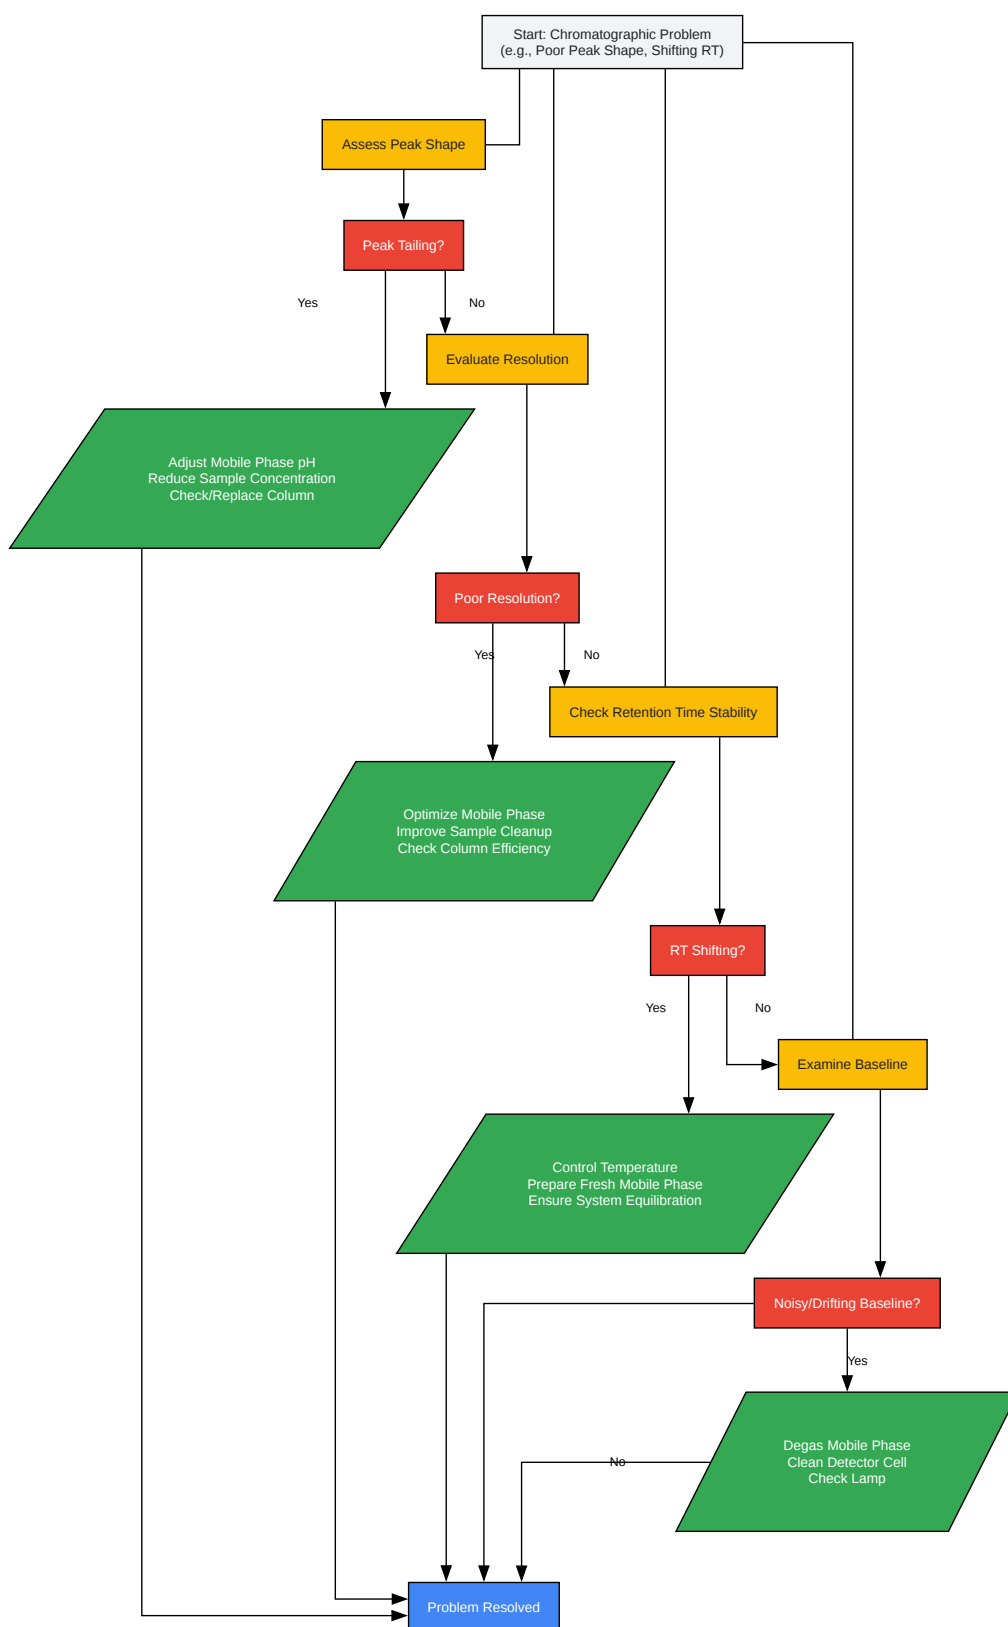 Start: Chromatographic Problem
(e.g., Poor Peak Shape, Shifting RT)
Assess Peak Shape
Peak Tailing?
Yes
No
Evaluate Resolution
Adjust Mobile Phase pH
Reduce Sample Concentration
Check/Replace Column
Poor Resolution?
Yes
No
Check Retention Time Stability
Optimize Mobile Phase
Improve Sample Cleanup
Check Column Efficiency
RT Shifting?
Yes
No
Examine Baseline
Control Temperature
Prepare Fresh Mobile Phase
Ensure System Equilibration
Noisy/Drifting Baseline?
Yes
Degas Mobile Phase
Clean Detector Cell
Check Lamp
No
Problem Resolved